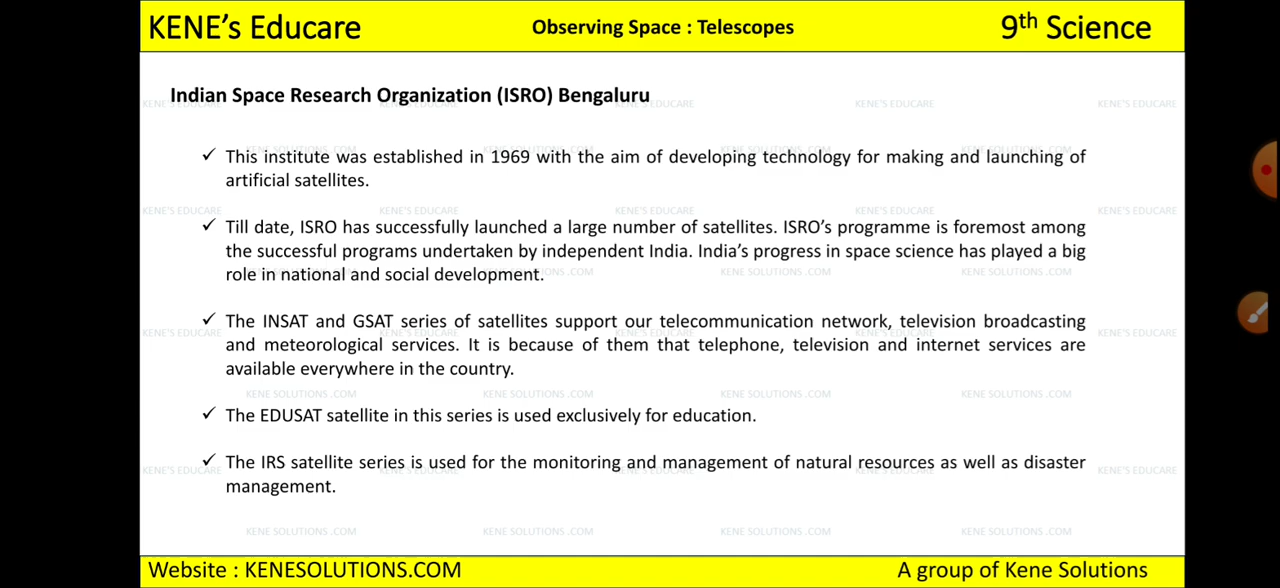 KENE's Educare
Observing Space : Telescopes
9th Science
Indian Space Research Organization (ISRO) Bengaluru
✓ This institute was established in 1969 with the aim of developing technology for making and launching of
artificial satellites.
✓ Till date, ISRO has successfully launched a large number of satellites. ISRO's programme is foremost among
the successful programs undertaken by independent India. India's progress in space science has played a big
role in national and social development.
✓ The INSAT and GSAT series of satellites support our telecommunication network, television broadcasting
and meteorological services. It is because of them that telephone, television and internet services are
available everywhere in the country.
✓ The EDUSAT satellite in this series is used exclusively for education.
✓ The IRS satellite series is used for the monitoring and management of natural resources as well as disaster
management.
KENE'S EDUCARE
KENE SOLUTIONS .COM
Website : KENESOLUTIONS.COM
A group of Kene Solutions